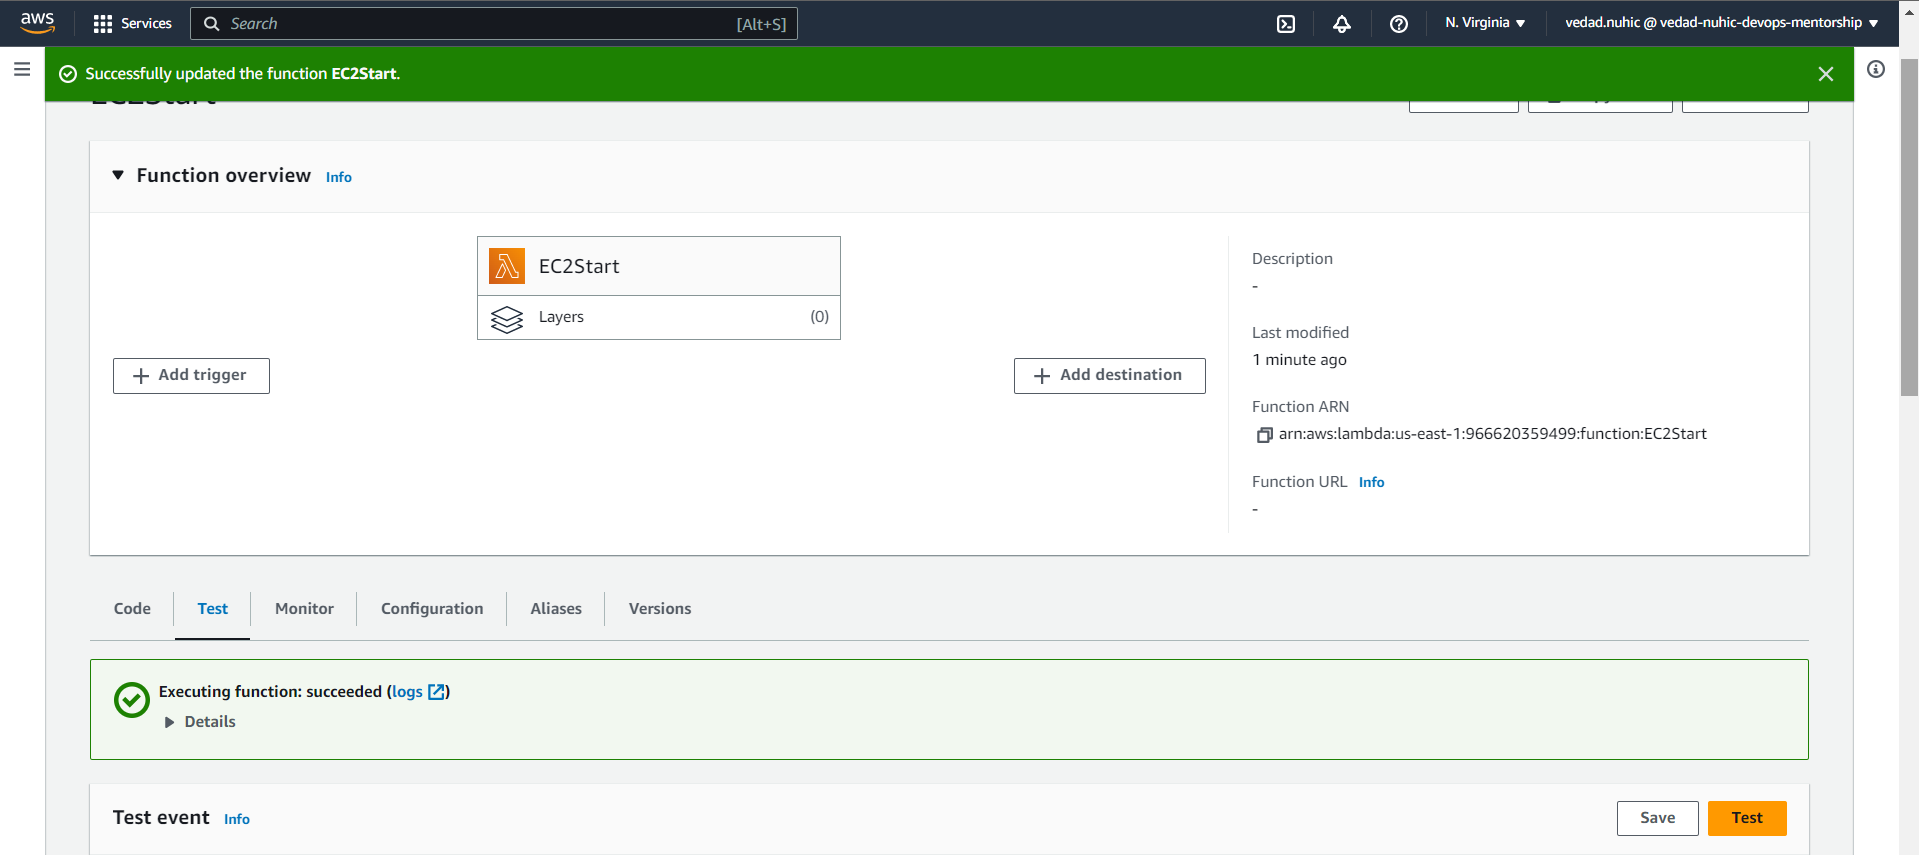 aws Services Search [Alt+S] N. Virginia ▼ vedad.nuhic @ vedad-nuhic-devops-mentorship ▼
Successfully updated the function EC2Start.
EC2Start
Function overview Info
EC2Start
Layers (0)
Add trigger
Add destination
Description
-
Last modified
1 minute ago
Function ARN
arn:aws:lambda:us-east-1:966620359499:function:EC2Start
Function URL Info
-
Code Test Monitor Configuration Aliases Versions
Executing function: succeeded (logs)
Details
Test event Info
Save Test